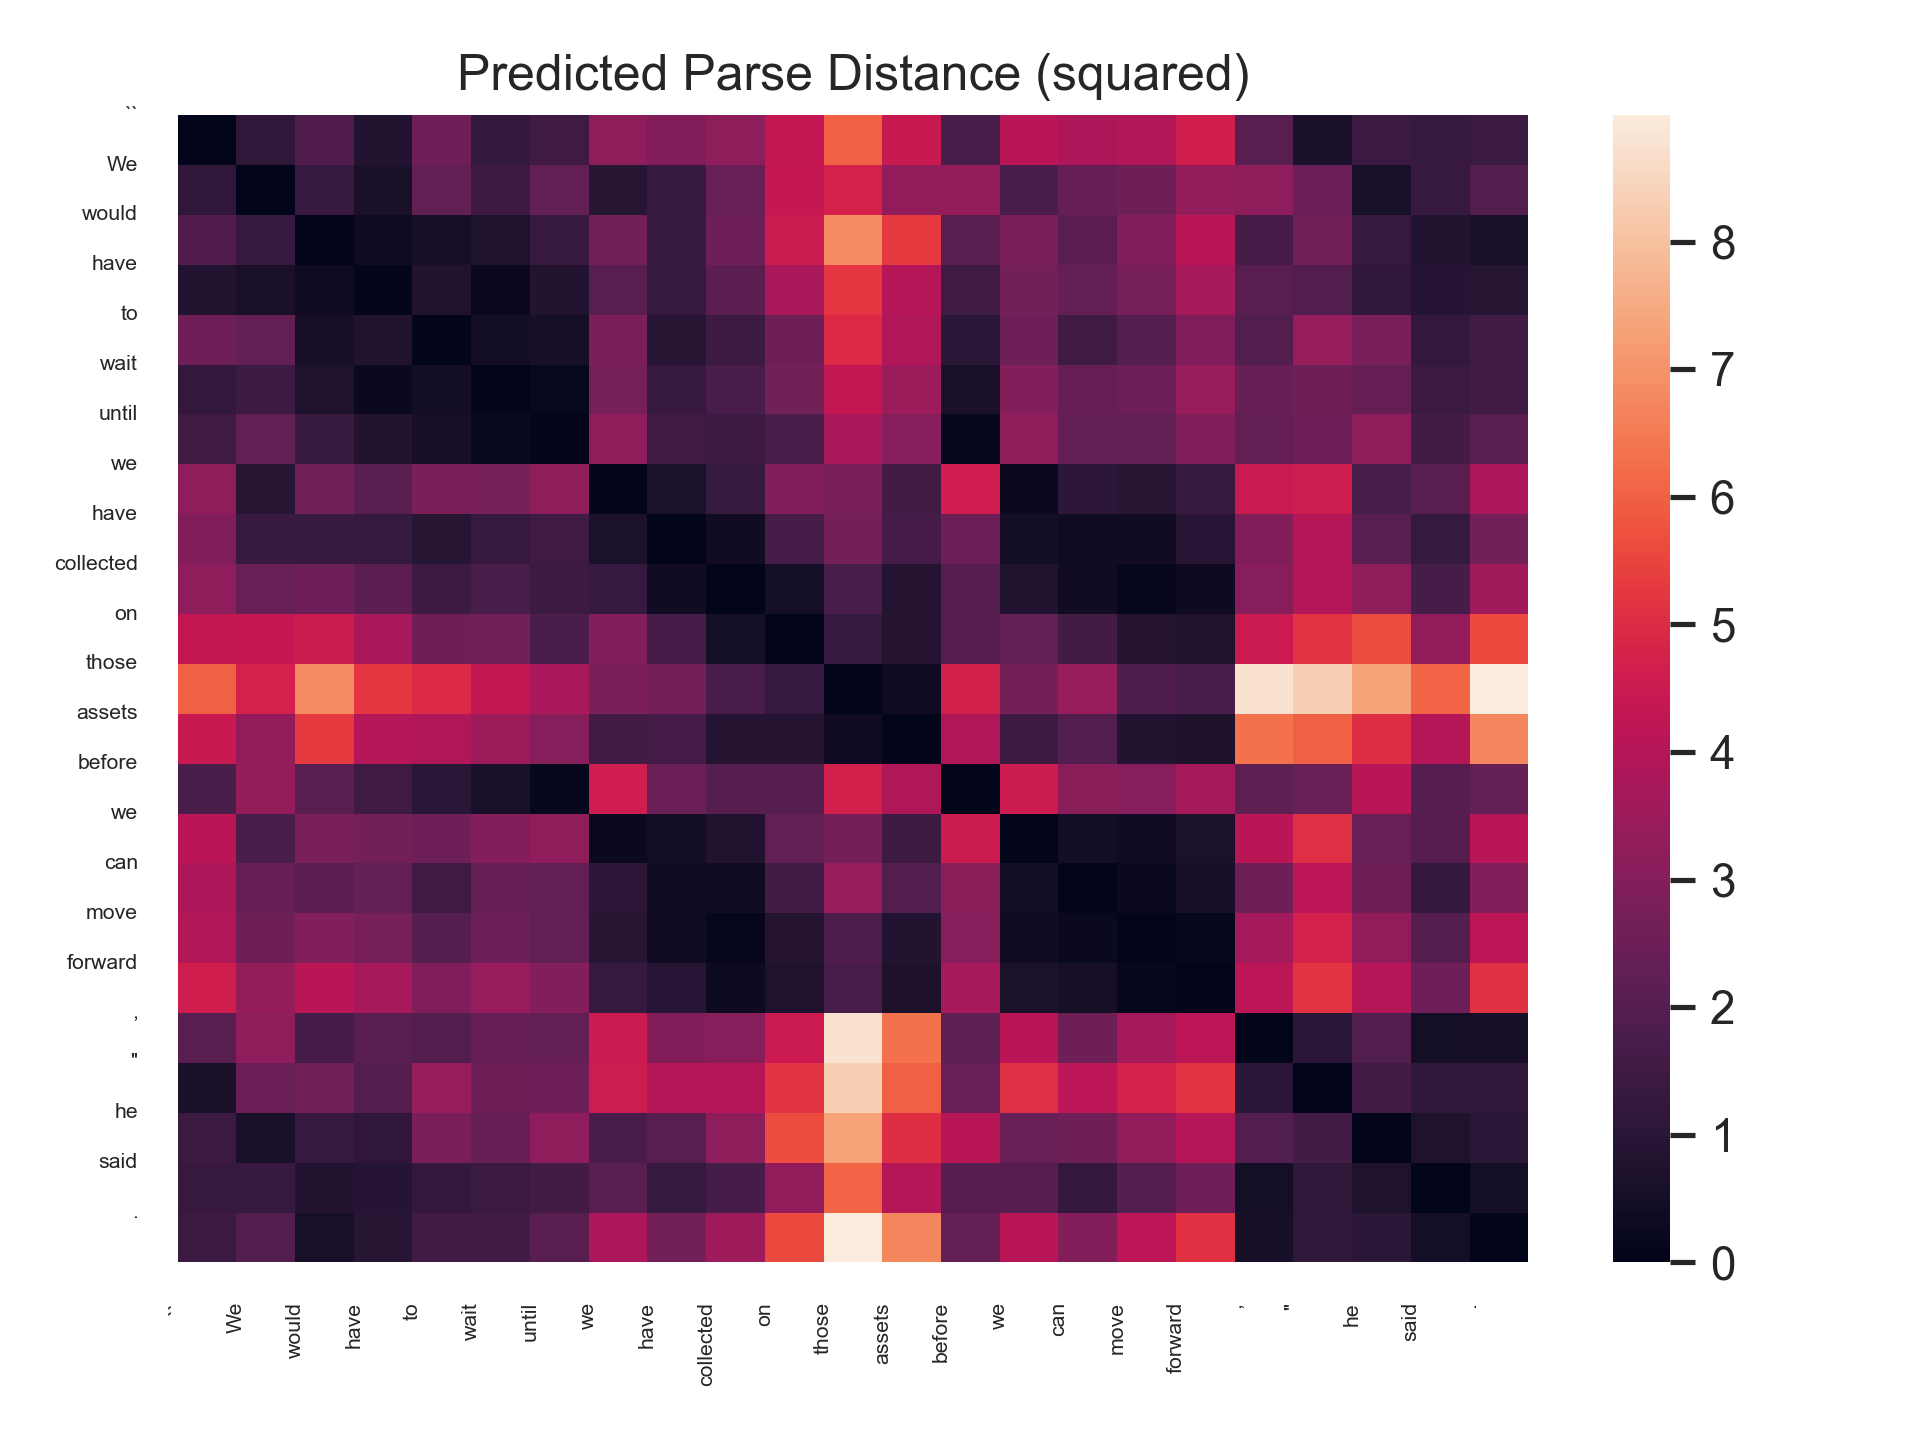 Predicted Parse Distance (squared)
``
We
would
have
to
wait
until
we
have
collected
on
those
assets
before
we
can
move
forward
,
"
he
said
.
8
7
6
5
4
3
2
1
0
``
We
would
have
to
wait
until
we
have
collected
on
those
assets
before
we
can
move
forward
,
"
he
said
.